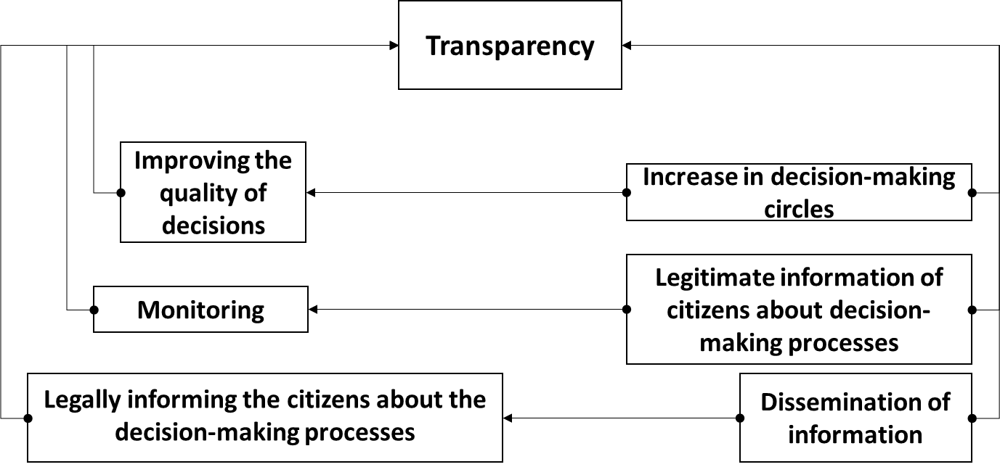 Transparency
Improving the
quality of
decisions
Increase in decision-making
circles
Monitoring
Legitimate information of
citizens about decision-
making processes
Legally informing the citizens about the
decision-making processes
Dissemination of
information